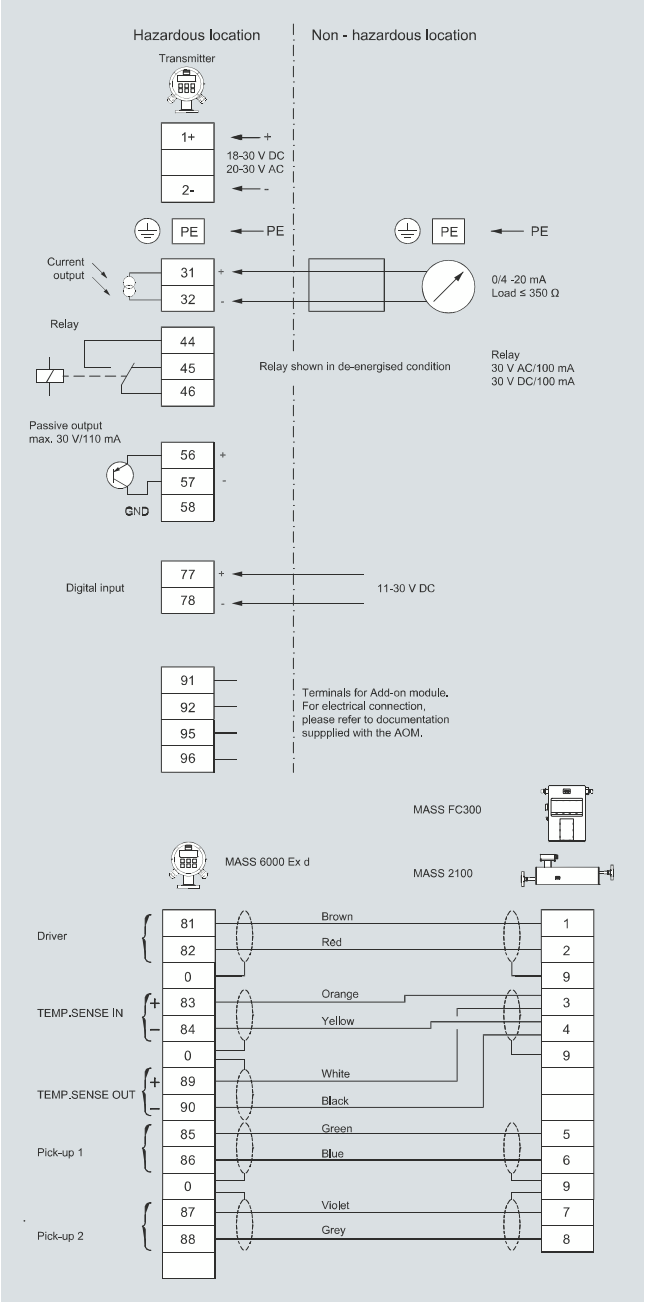 Hazardous location
Non - hazardous location
Transmitter
1+
+
18-30 V DC
20-30 V AC
2-
-
PE
PE
PE
PE
Current
output
31
+
32
-
0/4 -20 mA
Load ≤ 350 Ω
Relay
44
45
46
Relay shown in de-energised condition
Relay
30 V AC/100 mA
30 V DC/100 mA
Passive output
max. 30 V/110 mA
56
+
57
-
58
GND
Digital input
77
+
78
-
11-30 V DC
91
92
95
96
Terminals for Add-on module.
For electrical connection,
please refer to documentation
suppplied with the AOM.
MASS FC300
MASS 6000 Ex d
MASS 2100
Driver
81
Brown
1
82
Red
2
0
9
TEMP.SENSE IN
+
83
Orange
3
-
84
Yellow
4
0
9
TEMP.SENSE OUT
+
89
White
-
90
Black
Pick-up 1
85
Green
5
86
Blue
6
0
9
Pick-up 2
87
Violet
7
88
Grey
8